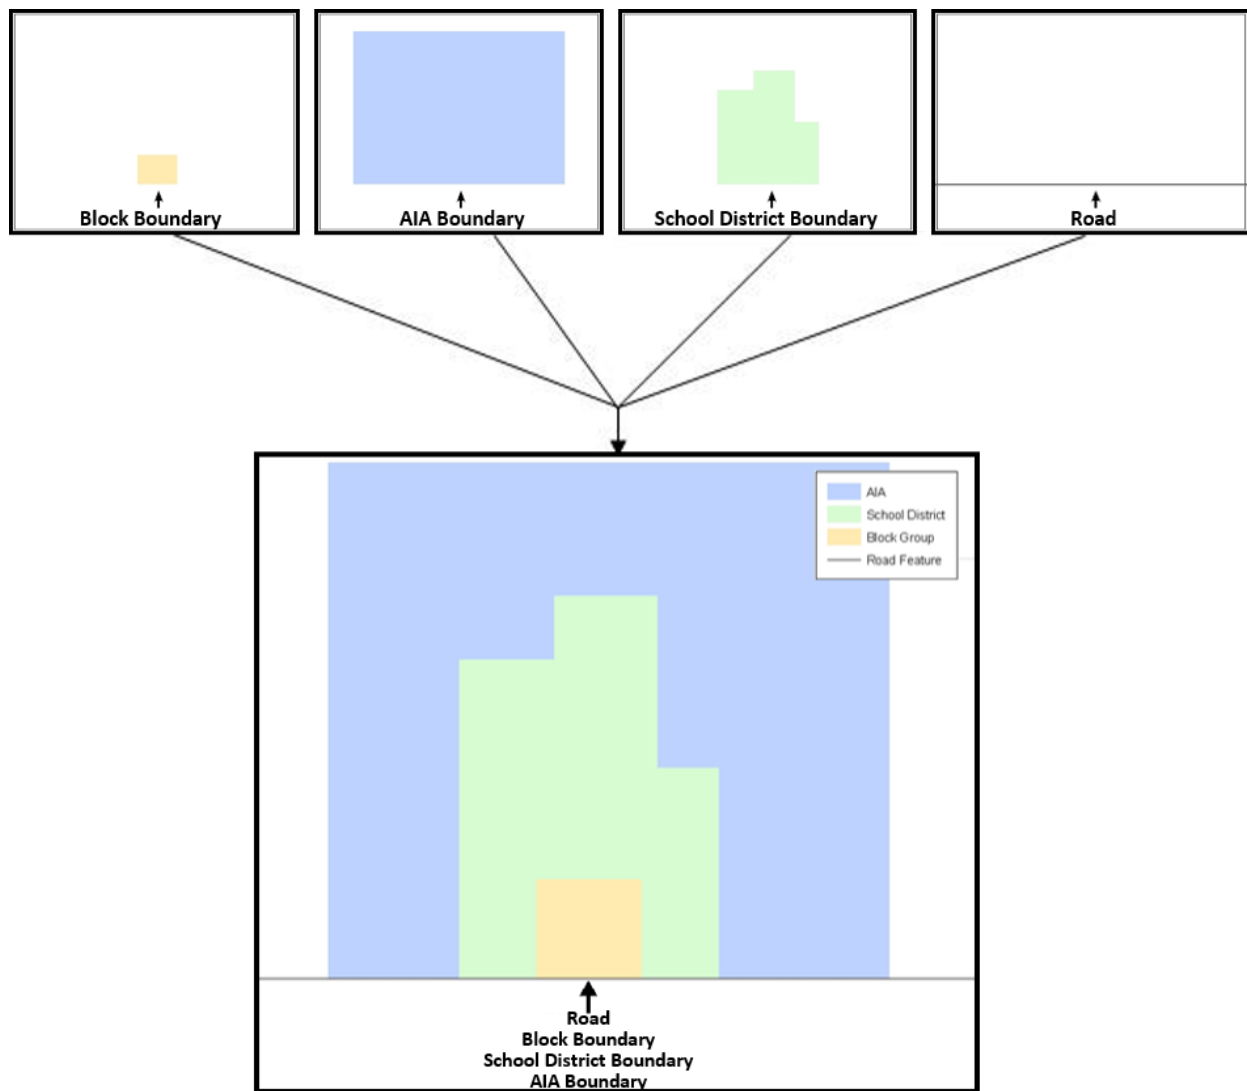 Block Boundary
AIA Boundary
School District Boundary
Road
AIA
School District
Block Group
Road Feature
Road
Block Boundary
School District Boundary
AIA Boundary